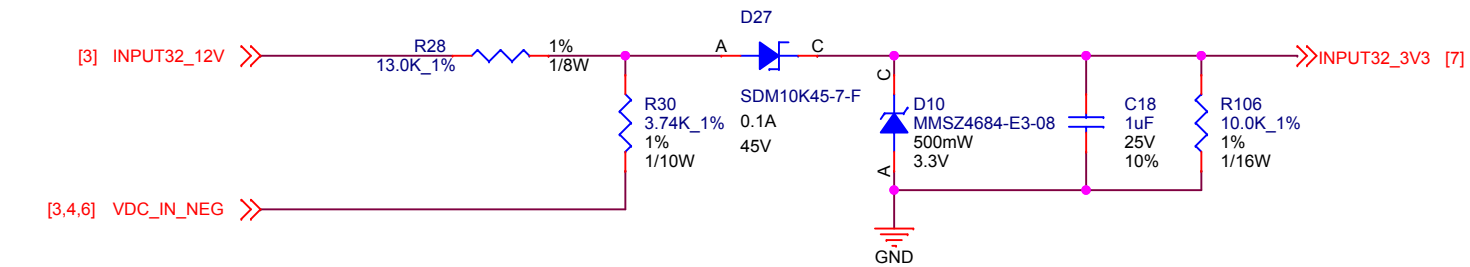 D27
[3] INPUT32_12V
R28
13.0K_1%
1%
1/8W
A
C
INPUT32_3V3 [7]
SDM10K45-7-F
0.1A
45V
R30
3.74K_1%
1%
1/10W
C
D10
MMSZ4684-E3-08
500mW
3.3V
A
C18
1uF
25V
10%
R106
10.0K_1%
1%
1/16W
[3,4,6] VDC_IN_NEG
GND